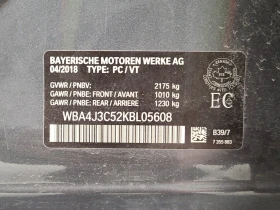 BAYERISCHE MOTOREN WERKE AG
04/2018 TYPE: PC/VT
GVWR / PNBV: 2175 kg
GAWR / PNBE: FRONT / AVANT 1010 kg
GAWR / PNBE: REAR / ARRIERE 1230 kg
EC
WBA4J3C52KBL05608
B39/7
7 355 883